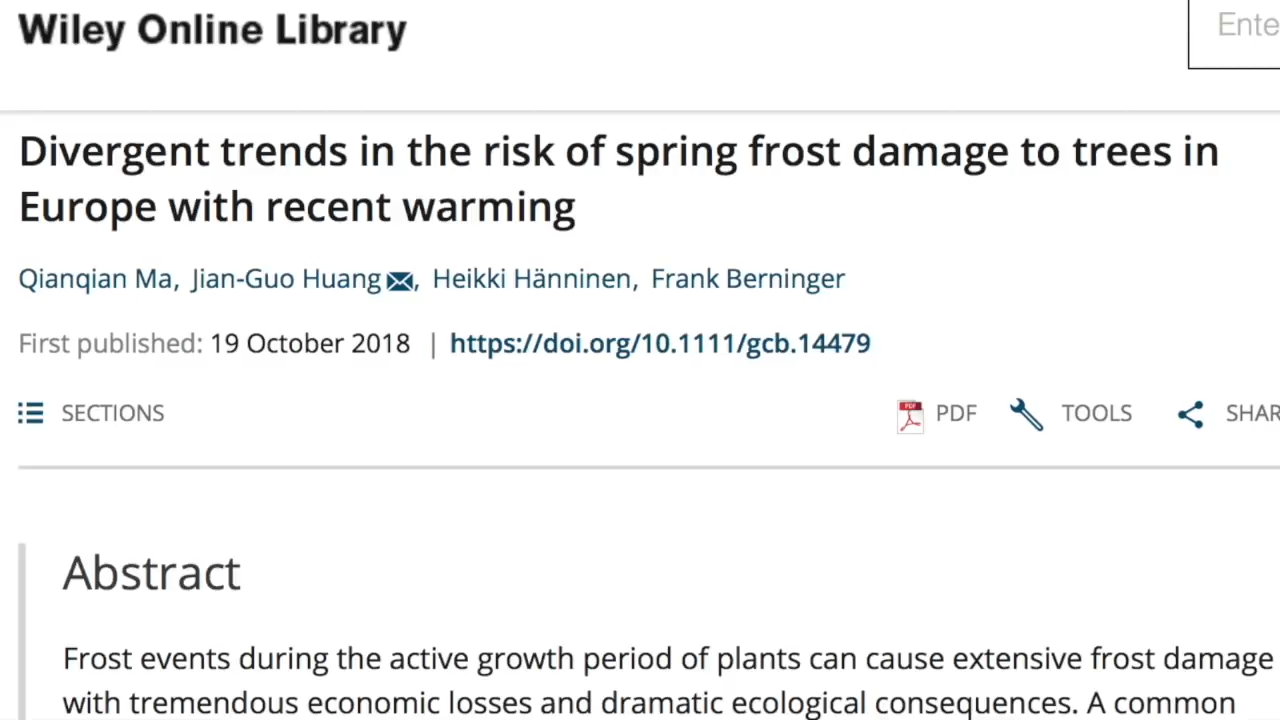 Wiley Online Library
Ente
Divergent trends in the risk of spring frost damage to trees in
Europe with recent warming
Qianqian Ma, Jian-Guo Huang, Heikki Hänninen, Frank Berninger
First published: 19 October 2018 | https://doi.org/10.1111/gcb.14479
SECTIONS
PDF TOOLS SHAR
Abstract
Frost events during the active growth period of plants can cause extensive frost damage
with tremendous economic losses and dramatic ecological consequences. A common